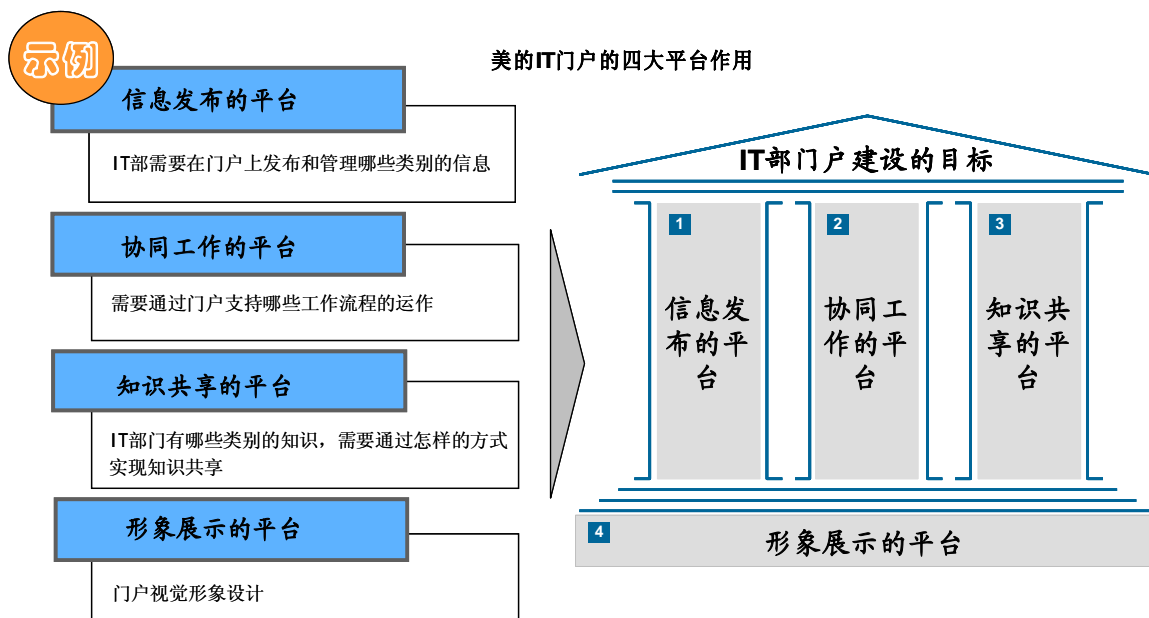 示例
美的IT门户的四大平台作用
信息发布的平台
IT部需要在门户上发布和管理哪些类别的信息
协同工作的平台
需要通过门户支持哪些工作流程的运作
知识共享的平台
IT部门有哪些类别的知识，需要通过怎样的方式
实现知识共享
形象展示的平台
门户视觉形象设计
IT部门户建设的目标
1
信息发
布的平
台
2
协同工
作的平
台
3
知识共
享的平
台
4
形象展示的平台